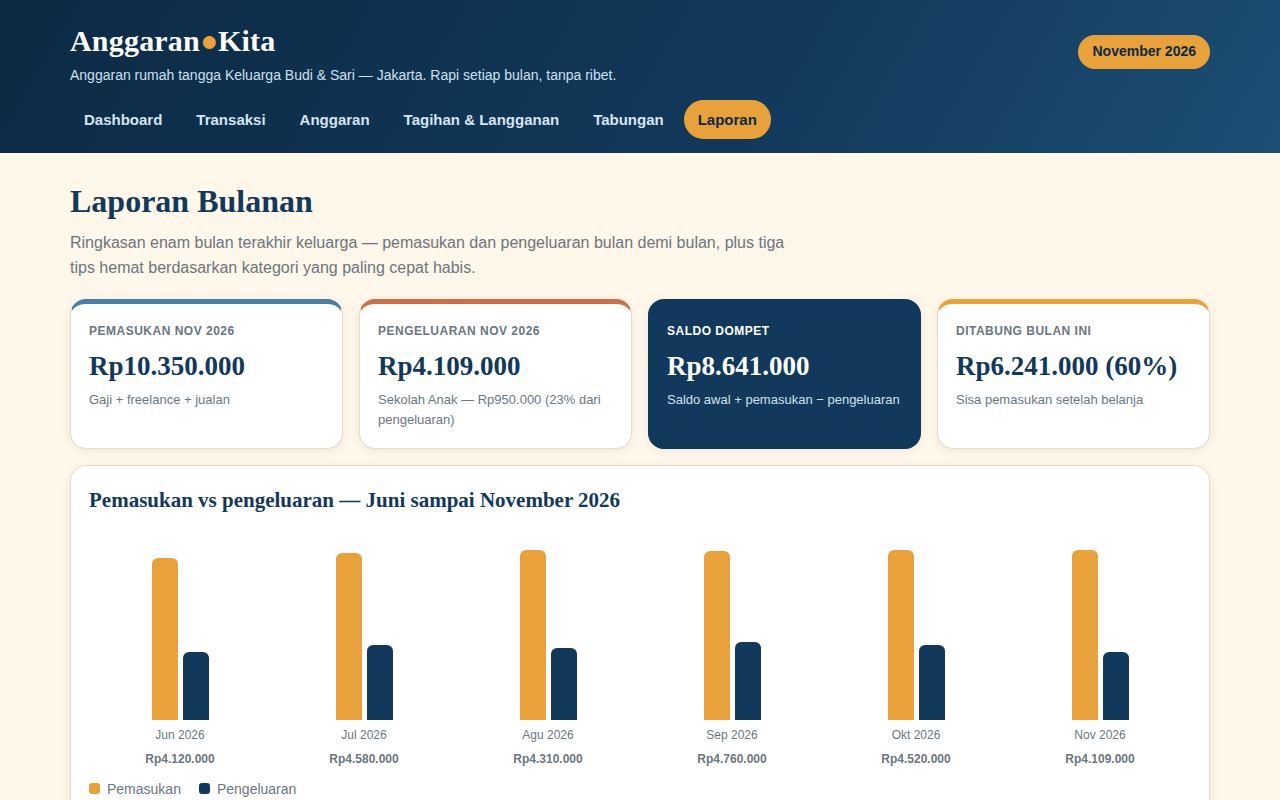 Anggaran●Kita
Anggaran rumah tangga Keluarga Budi & Sari — Jakarta. Rapi setiap bulan, tanpa ribet.
November 2026
Dashboard Transaksi Anggaran Tagihan & Langganan Tabungan Laporan
Laporan Bulanan
Ringkasan enam bulan terakhir keluarga — pemasukan dan pengeluaran bulan demi bulan, plus tiga
tips hemat berdasarkan kategori yang paling cepat habis.
PEMASUKAN NOV 2026
Rp10.350.000
Gaji + freelance + jualan
PENGELUARAN NOV 2026
Rp4.109.000
Sekolah Anak — Rp950.000 (23% dari
pengeluaran)
SALDO DOMPET
Rp8.641.000
Saldo awal + pemasukan − pengeluaran
DITABUNG BULAN INI
Rp6.241.000 (60%)
Sisa pemasukan setelah belanja
Pemasukan vs pengeluaran — Juni sampai November 2026
Jun 2026 Jul 2026 Agu 2026 Sep 2026 Okt 2026 Nov 2026
Rp4.120.000 Rp4.580.000 Rp4.310.000 Rp4.760.000 Rp4.520.000 Rp4.109.000
Pemasukan Pengeluaran